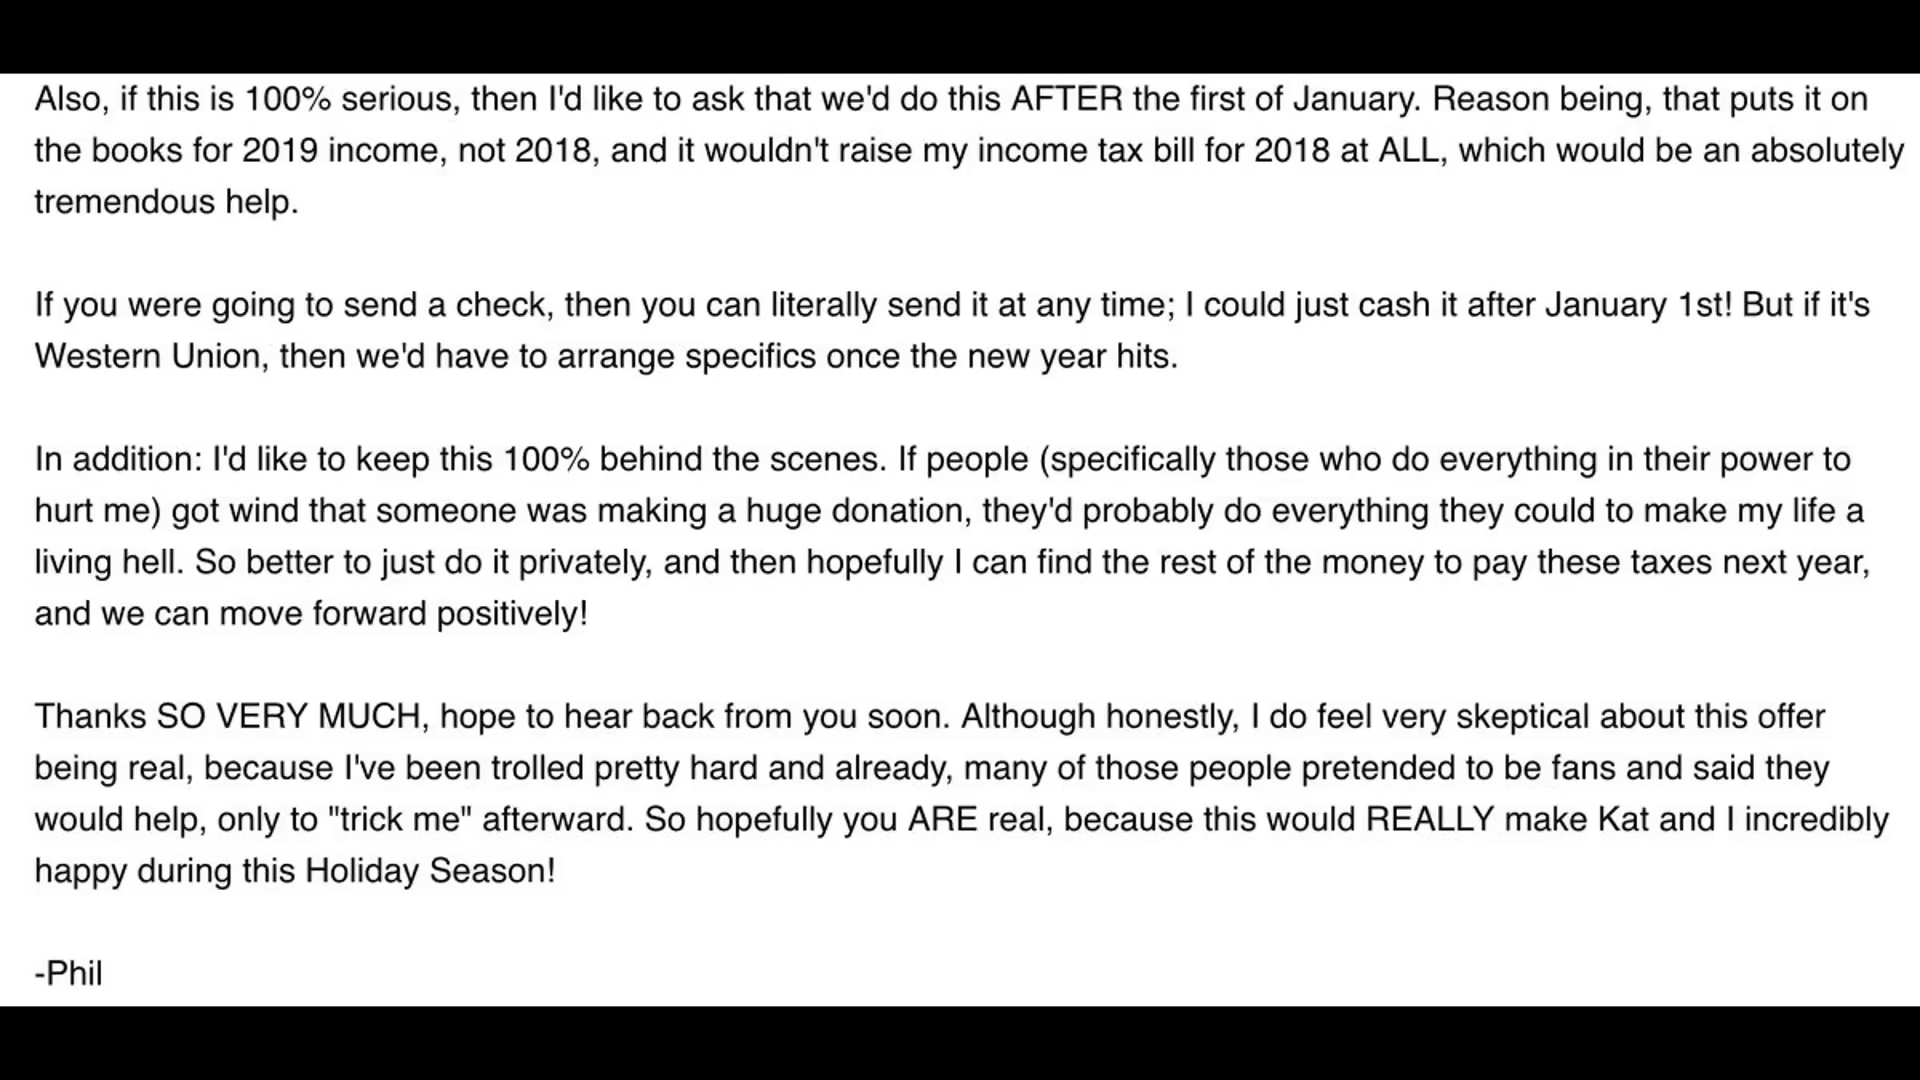 Also, if this is 100% serious, then I'd like to ask that we'd do this AFTER the first of January. Reason being, that puts it on
the books for 2019 income, not 2018, and it wouldn't raise my income tax bill for 2018 at ALL, which would be an absolutely
tremendous help.
If you were going to send a check, then you can literally send it at any time; I could just cash it after January 1st! But if it's
Western Union, then we'd have to arrange specifics once the new year hits.
In addition: I'd like to keep this 100% behind the scenes. If people (specifically those who do everything in their power to
hurt me) got wind that someone was making a huge donation, they'd probably do everything they could to make my life a
living hell. So better to just do it privately, and then hopefully I can find the rest of the money to pay these taxes next year,
and we can move forward positively!
Thanks SO VERY MUCH, hope to hear back from you soon. Although honestly, I do feel very skeptical about this offer
being real, because I've been trolled pretty hard and already, many of those people pretended to be fans and said they
would help, only to "trick me" afterward. So hopefully you ARE real, because this would REALLY make Kat and I incredibly
happy during this Holiday Season!
-Phil